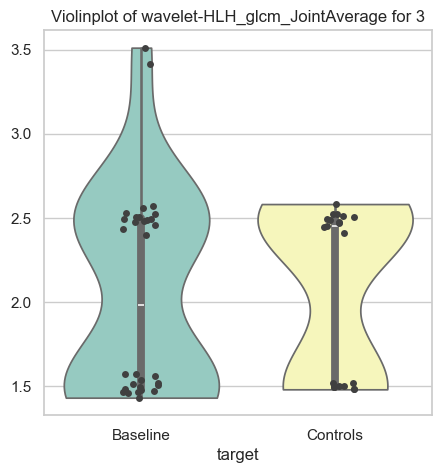 Violinplot of wavelet-HLH_glcm_JointAverage for 3
3.5
3.0
2.5
2.0
1.5
Baseline Controls
target